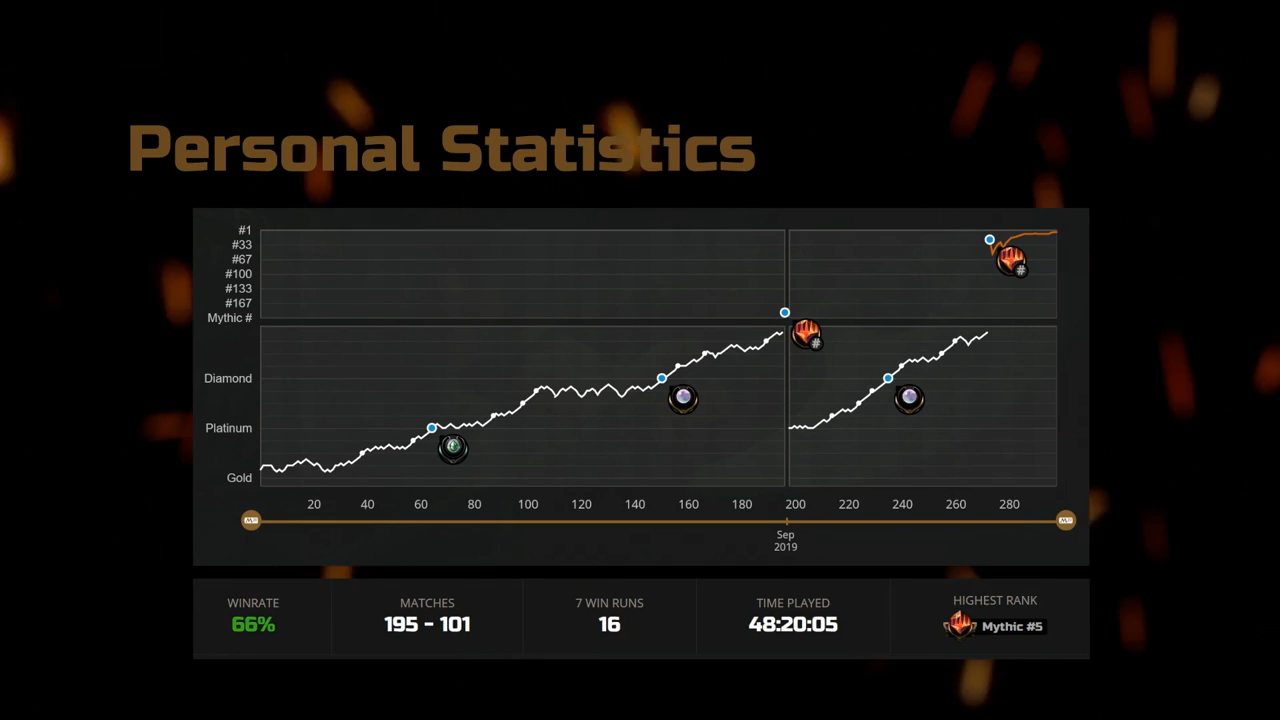 Personal Statistics
#1
#33
#67
#100
#133
#167
Mythic #
#
#
Diamond
Platinum
Gold
20 40 60 80 100 120 140 160 180 200 220 240 260 280
Sep
2019
WINRATE MATCHES 7 WIN RUNS TIME PLAYED HIGHEST RANK
66% 195 - 101 16 48:20:05 Mythic #5